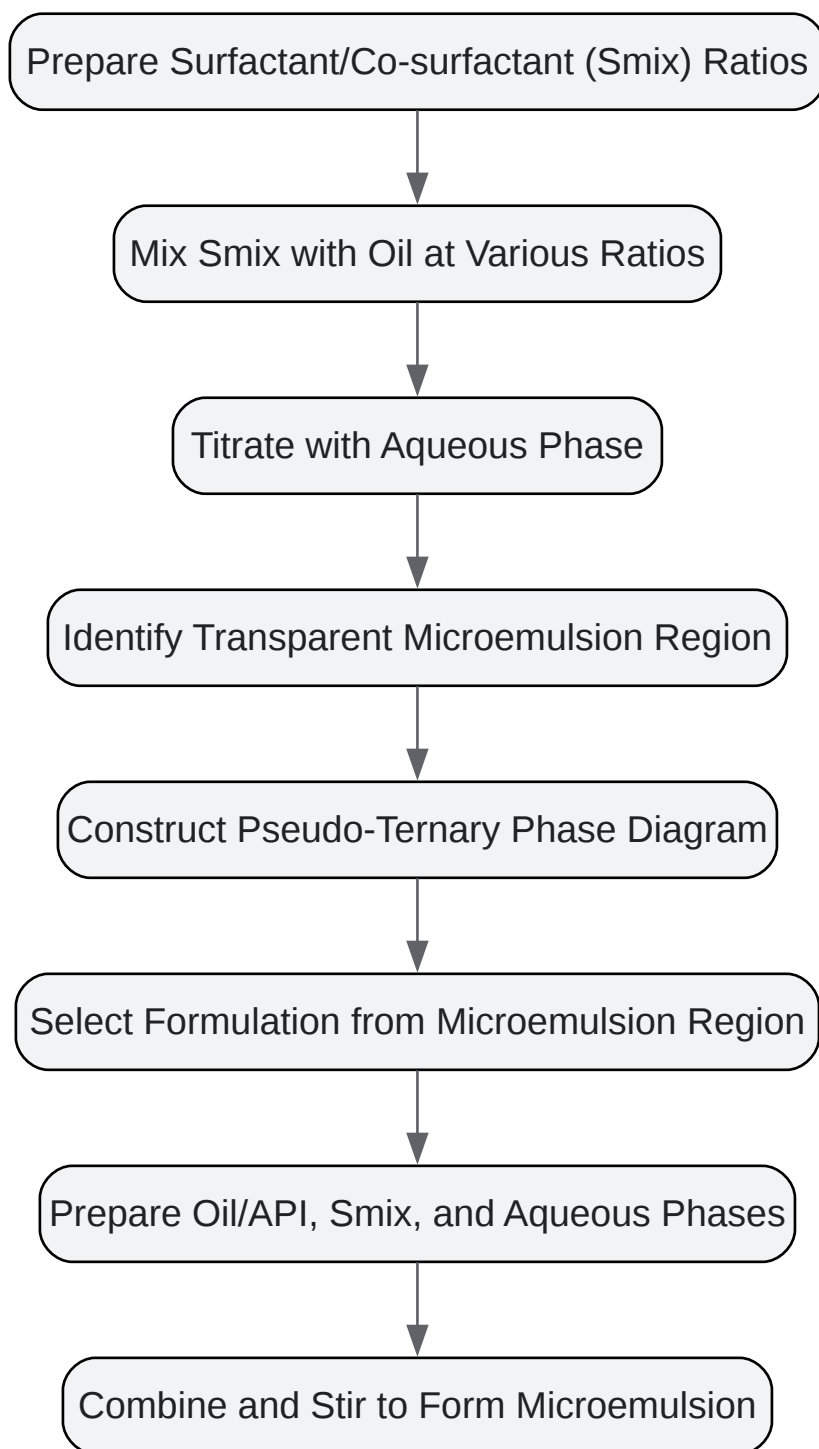 Prepare Surfactant/Co-surfactant (Smix) Ratios
Mix Smix with Oil at Various Ratios
Titrate with Aqueous Phase
Identify Transparent Microemulsion Region
Construct Pseudo-Ternary Phase Diagram
Select Formulation from Microemulsion Region
Prepare Oil/API, Smix, and Aqueous Phases
Combine and Stir to Form Microemulsion